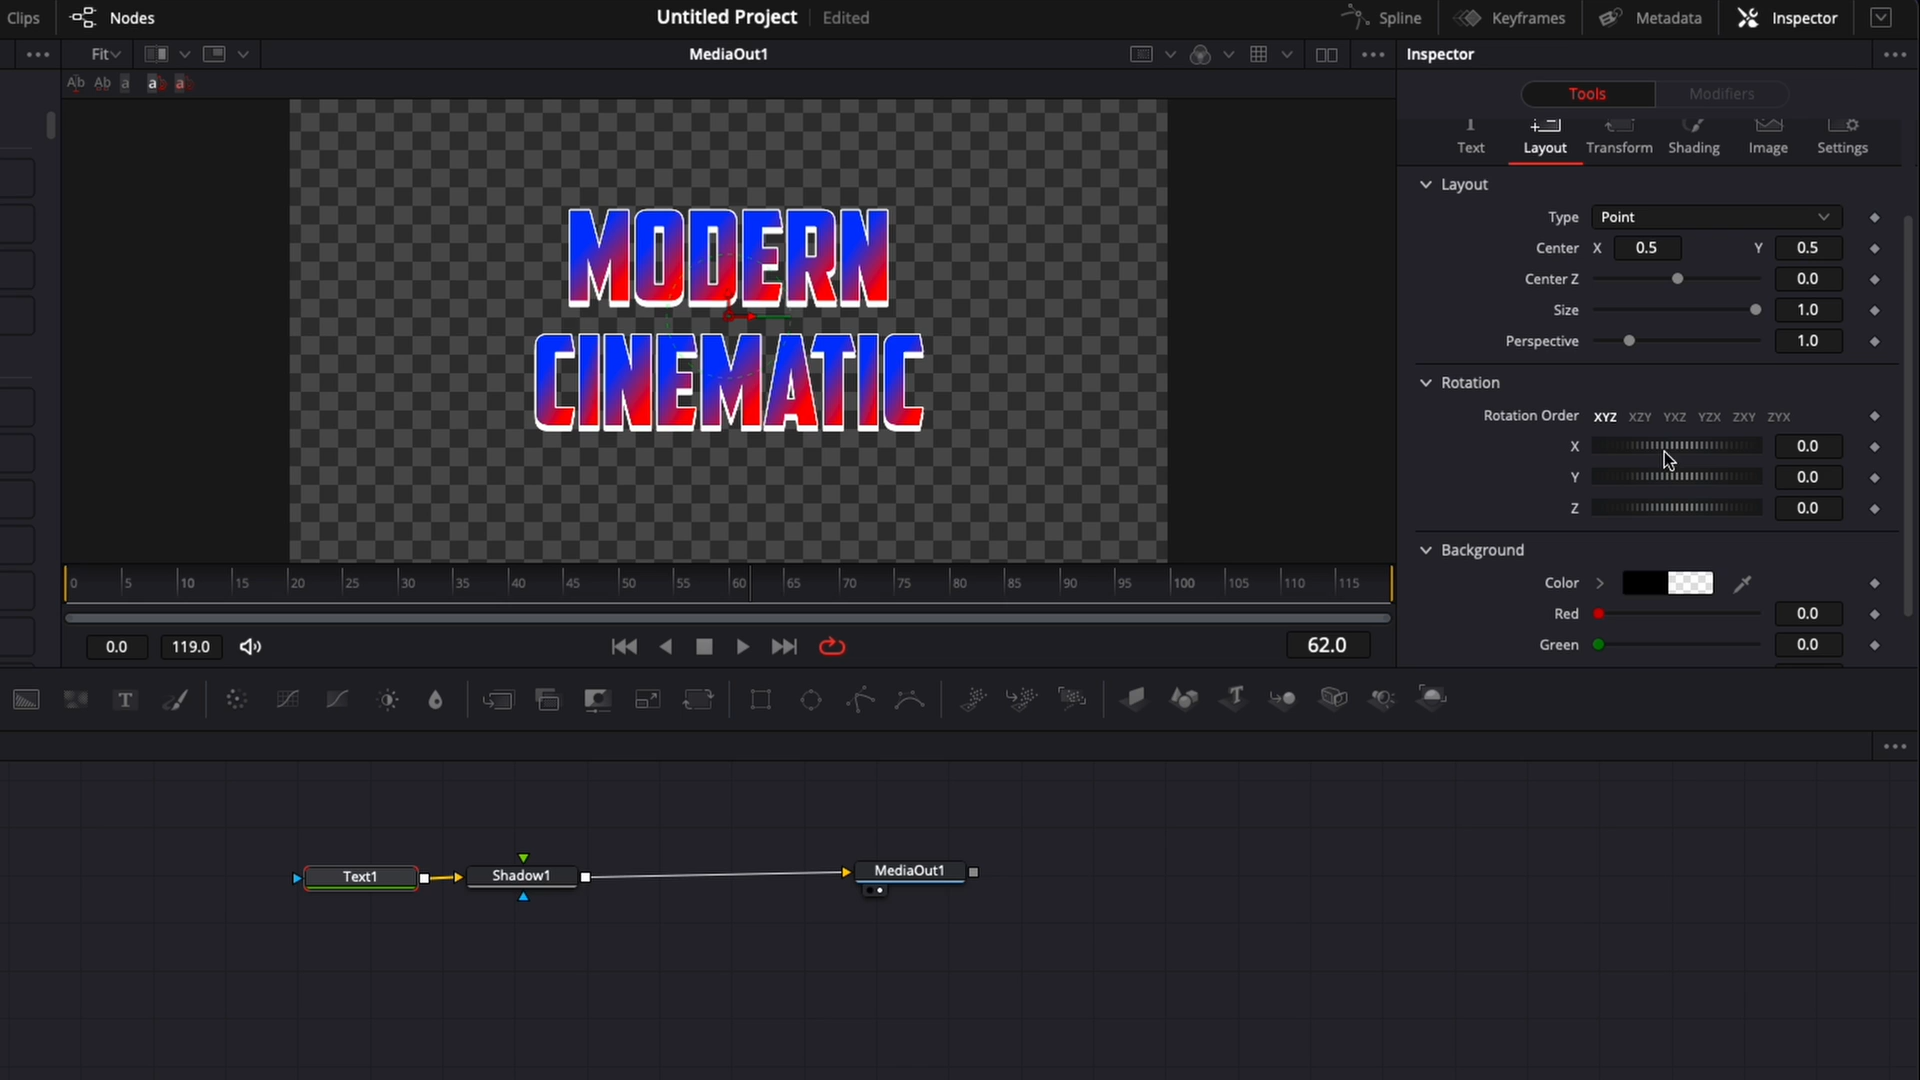 Clips
Nodes
Untitled Project
Edited
Spline
Keyframes
Metadata
Inspector
Fit
MediaOut1
Inspector
Ab Ab a a a
Tools
Modifiers
Text
Layout
Transform
Shading
Image
Settings
MODERN
CINEMATIC
Layout
Type Point
Center X 0.5 Y 0.5
Center Z 0.0
Size 1.0
Perspective 1.0
Rotation
Rotation Order XYZ XZY YXZ YZX ZXY ZYX
X 0.0
Y 0.0
Z 0.0
Background
Color
Red 0.0
Green 0.0
0 5 10 15 20 25 30 35 40 45 50 55 60 65 70 75 80 85 90 95 100 105 110 115
0.0
119.0
62.0
T
T
Text1
Shadow1
MediaOut1